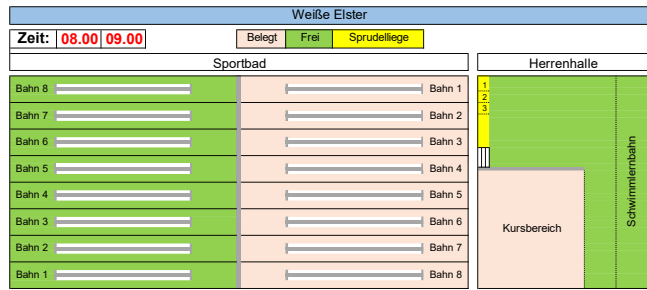 Weiße Elster
Zeit: 08.00 09.00
Belegt Frei Sprudelliege
Sportbad Herrenhalle
Bahn 8 Bahn 1
Bahn 7 Bahn 2
Bahn 6 Bahn 3
Bahn 5 Bahn 4
Bahn 4 Bahn 5
Bahn 3 Bahn 6
Bahn 2 Bahn 7
Bahn 1 Bahn 8
1
2
3
Kursbereich
Schwimmlernbahn